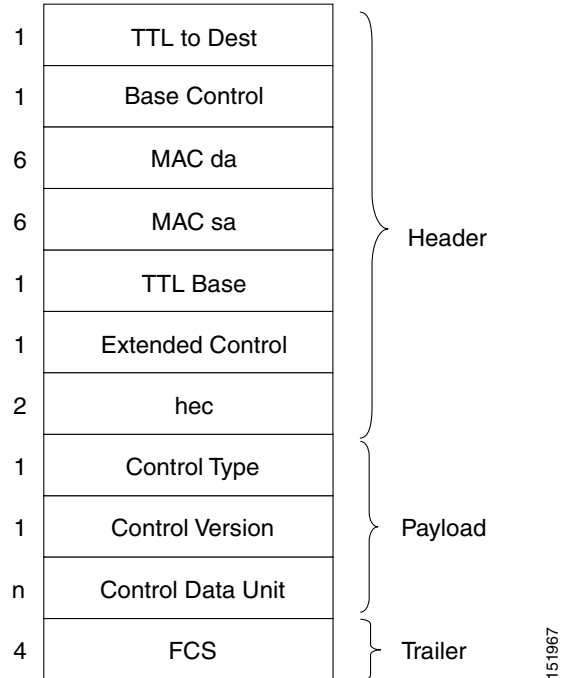 1 TTL to Dest
1 Base Control
6 MAC da
6 MAC sa
Header
1 TTL Base
1 Extended Control
2 hec
1 Control Type
1 Control Version
Payload
n Control Data Unit
4 FCS
Trailer
151967